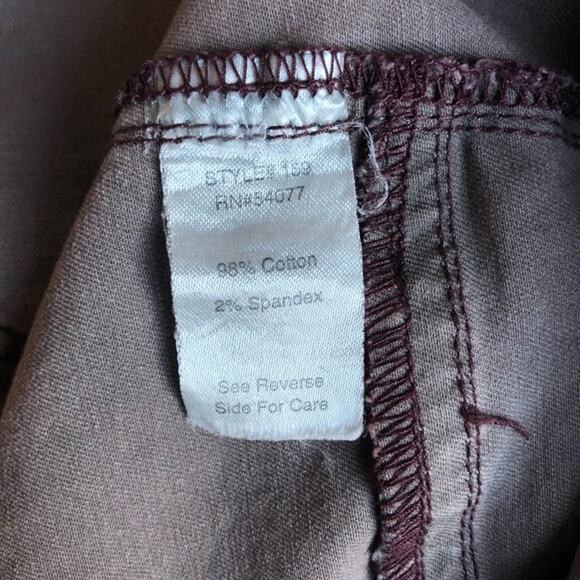 STYLE# 159
RN#54077
98% Cotton
2% Spandex
See Reverse
Side For Care